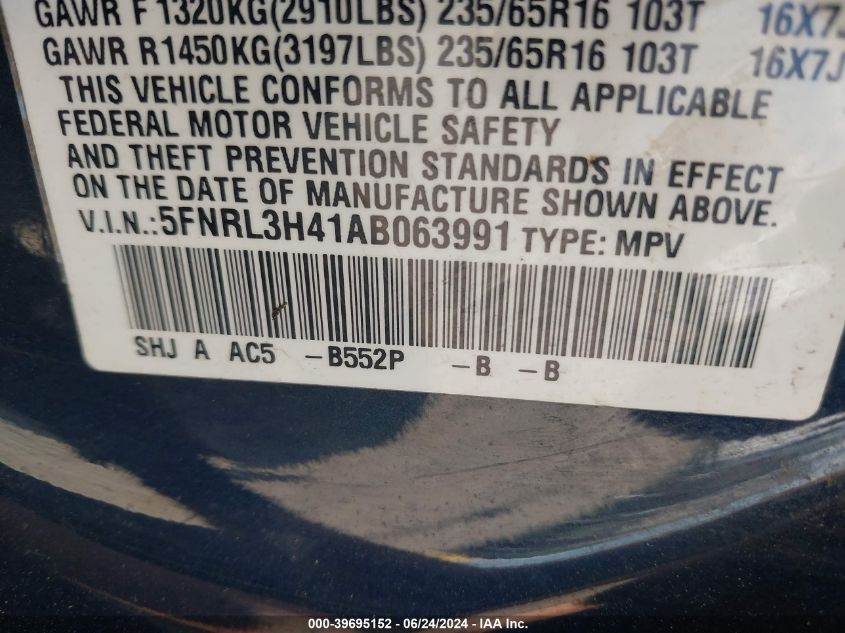 GAWR F 1320KG(2910LBS) 235/65R16 103T 16X7J
GAWR R1450KG(3197LBS) 235/65R16 103T 16X7J
THIS VEHICLE CONFORMS TO ALL APPLICABLE
FEDERAL MOTOR VEHICLE SAFETY
AND THEFT PREVENTION STANDARDS IN EFFECT
ON THE DATE OF MANUFACTURE SHOWN ABOVE.
V.I.N.:5FNRL3H41AB063991 TYPE: MPV
SHJ A AC5 -B552P -B -B
000-39695152 - 06/24/2024 - IAA Inc.